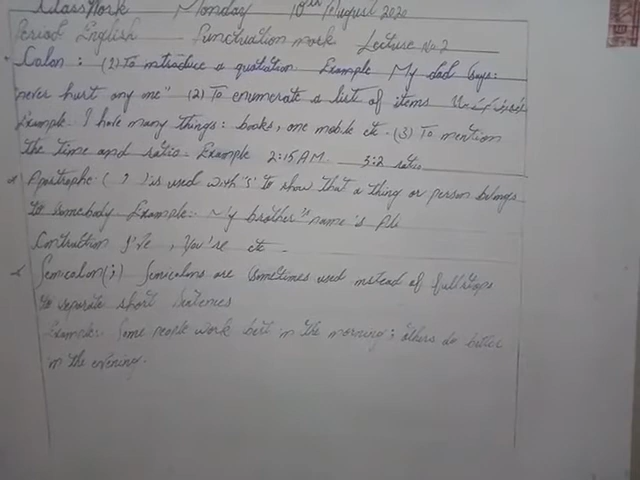 ClassWork Monday 10th August 2020
Period English Punctuation mark Lecture No 2
Colon : (1) To introduce a quotation Example My dad says:
"never hurt any me" (2) To enumerate a list of items
Example. I have many things: books, one mobile etc. (3) To mention
the time and ratio. Example 2:15 AM 3:2 ratio
Apostrophe ( ' ) is used with "s" to show that a thing or person belongs
to somebody Example:- My brother's name's Ali
Contruction I've, You're etc
Semicolon(;) Semicolons are sometimes used instead of full stops
to separate short sentences
Example:- Some people work best in the morning; others do better
in the evening.